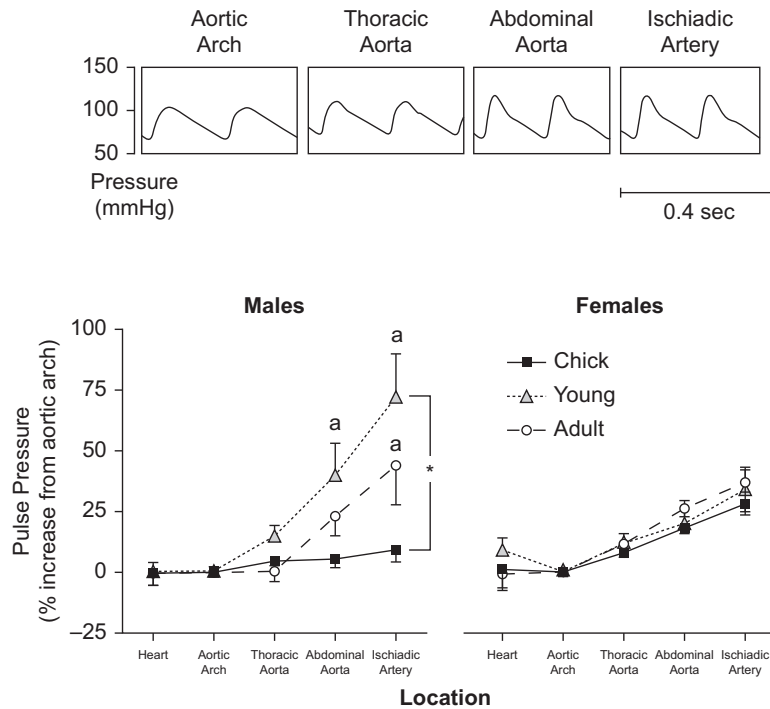 Aortic Arch
Thoracic Aorta
Abdominal Aorta
Ischiadic Artery
150
100
50
Pressure
(mmHg)
0.4 sec
Males
Females
100
75
50
25
0
–25
Pulse Pressure
(% increase from aortic arch)
a
a
a
*
Chick
Young
Adult
Heart
Aortic Arch
Thoracic Aorta
Abdominal Aorta
Ischiadic Artery
Heart
Aortic Arch
Thoracic Aorta
Abdominal Aorta
Ischiadic Artery
Location